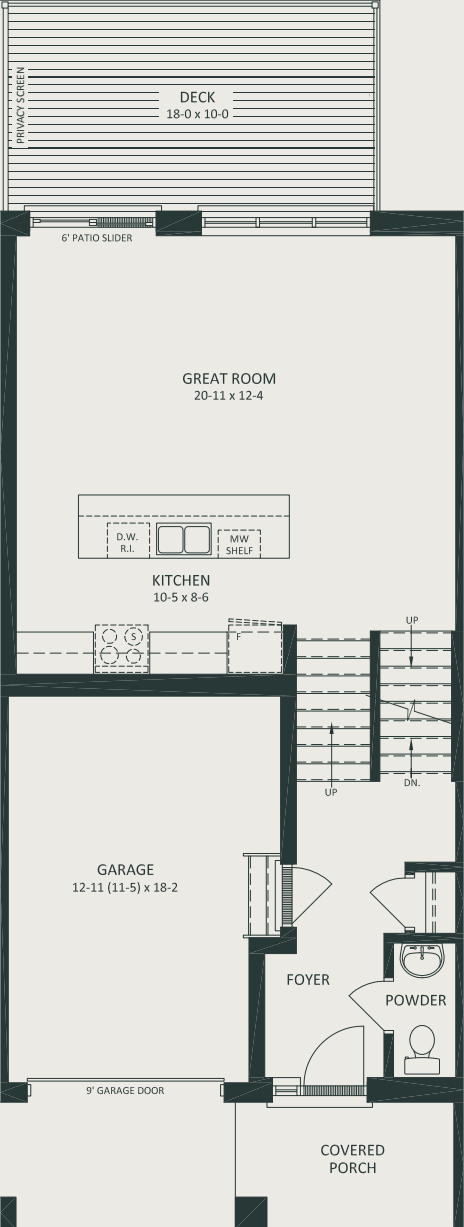 PRIVACY SCREEN
DECK
18-0 x 10-0
6' PATIO SLIDER
GREAT ROOM
20-11 x 12-4
D.W.
R.I.
MW
SHELF
KITCHEN
10-5 x 8-6
S
F
UP
UP
DN.
GARAGE
12-11 (11-5) x 18-2
FOYER
POWDER
9' GARAGE DOOR
COVERED
PORCH